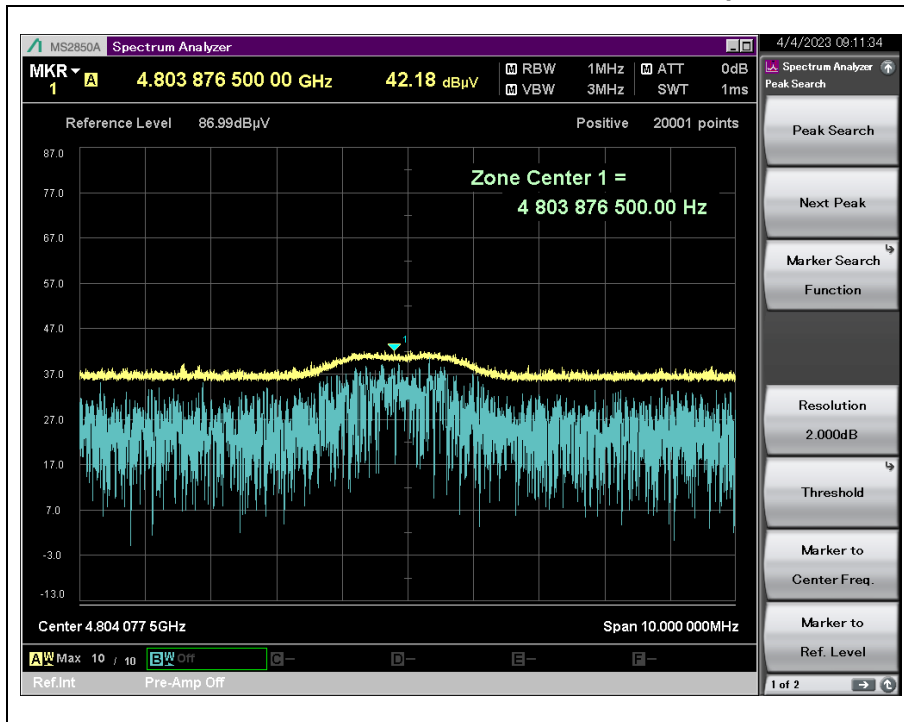 MS2850A Spectrum Analyzer
4/4/2023 09:11:34
MKR 1 A 4.803 876 500 00 GHz 42.18 dBµV
M RBW 1MHz M ATT 0dB
M VBW 3MHz SWT 1ms
Spectrum Analyzer
Peak Search
Reference Level 86.99dBµV Positive 20001 points
Peak Search
Next Peak
Marker Search
Function
Resolution
2.000dB
Threshold
Marker to
Center Freq.
Marker to
Ref. Level
1 of 2
Zone Center 1 =
4 803 876 500.00 Hz
87.0
77.0
67.0
57.0
47.0
37.0
27.0
17.0
7.0
-3.0
-13.0
1
Center 4.804 077 5GHz Span 10.000 000MHz
A W Max 10 / 10 B W Off C – D – E – F –
Ref.Int Pre-Amp Off